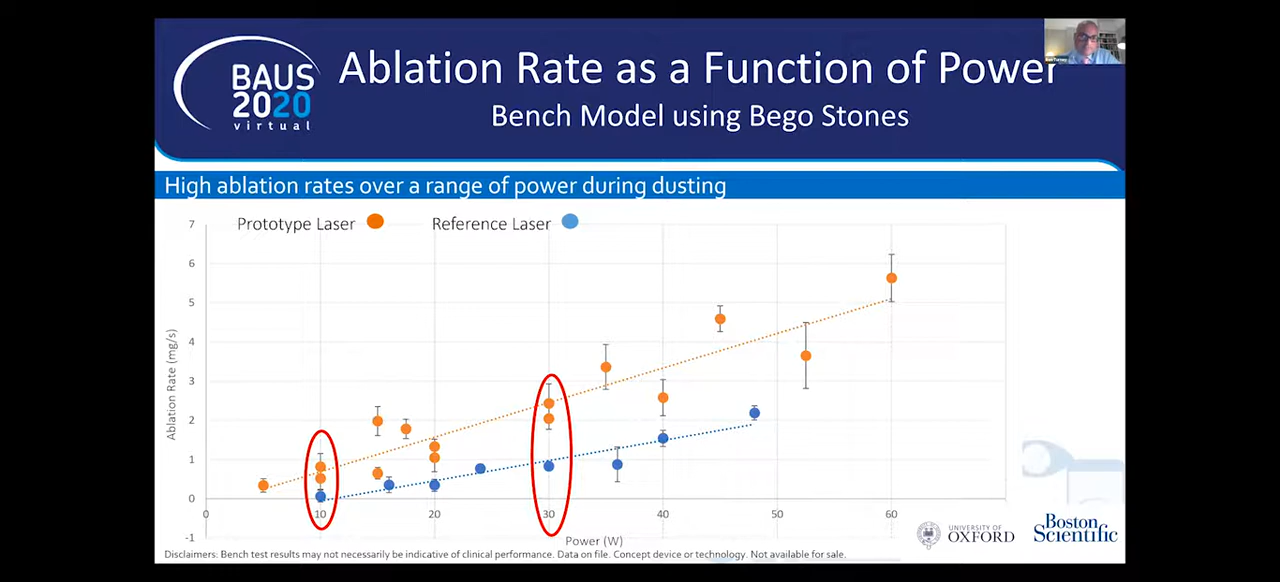 BAUS
2020
virtual
Ablation Rate as a Function of Power
Bench Model using Bego Stones
High ablation rates over a range of power during dusting
Prototype Laser
Reference Laser
7
6
5
4
3
2
1
0
-1
Ablation Rate (mg/s)
0
10
20
30
40
50
60
Power (W)
UNIVERSITY OF
OXFORD
Boston
Scientific
Disclaimers: Bench test results may not necessarily be indicative of clinical performance. Data on file. Concept device or technology. Not available for sale.